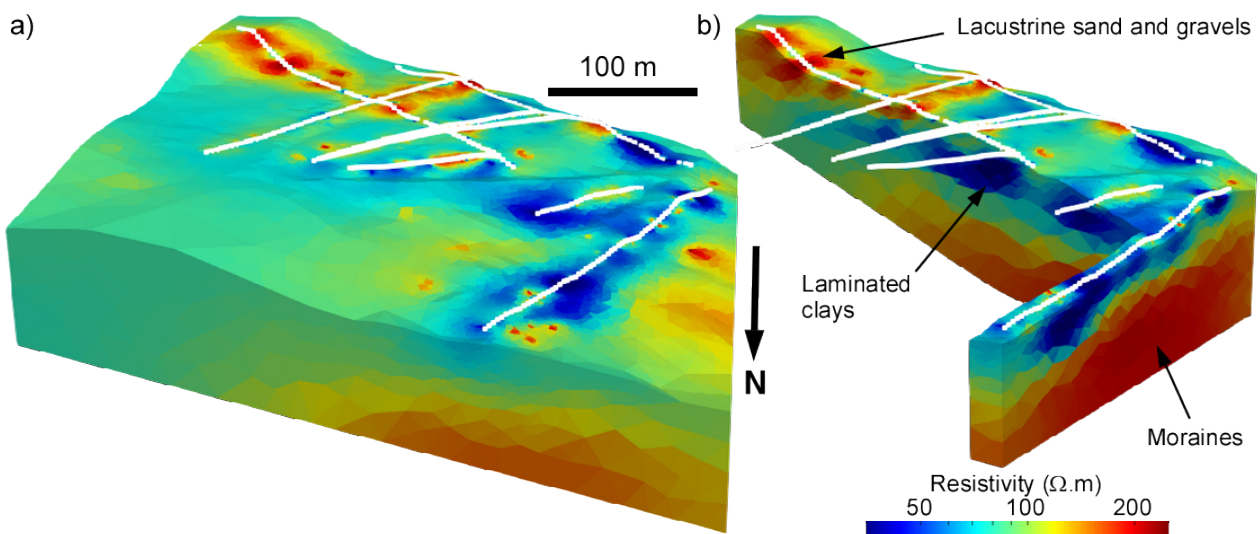 a)
100 m
N
b)
Lacustrine sand and gravels
Laminated
clays
Moraines
Resistivity (Ω.m)
50 100 200